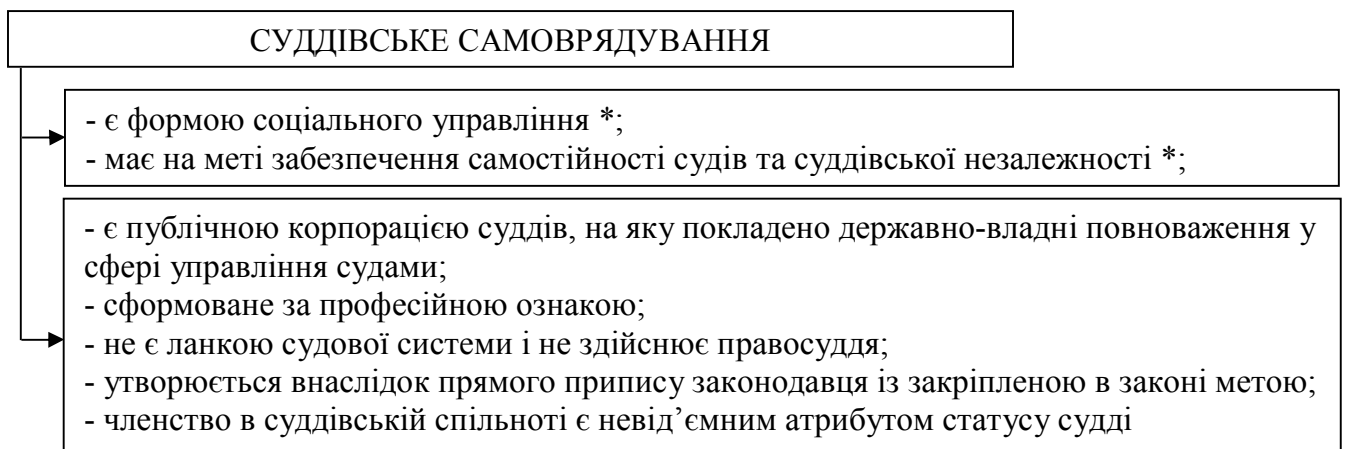 СУДДІВСЬКЕ САМОВРЯДУВАННЯ
- є формою соціального управління *;
- має на меті забезпечення самостійності судів та суддівської незалежності *;
- є публічною корпорацією суддів, на яку покладено державно-владні повноваження у
сфері управління судами;
- сформоване за професійною ознакою;
- не є ланкою судової системи і не здійснює правосуддя;
- утворюється внаслідок прямого припису законодавця із закріпленою в законі метою;
- членство в суддівській спільноті є невід’ємним атрибутом статусу судді